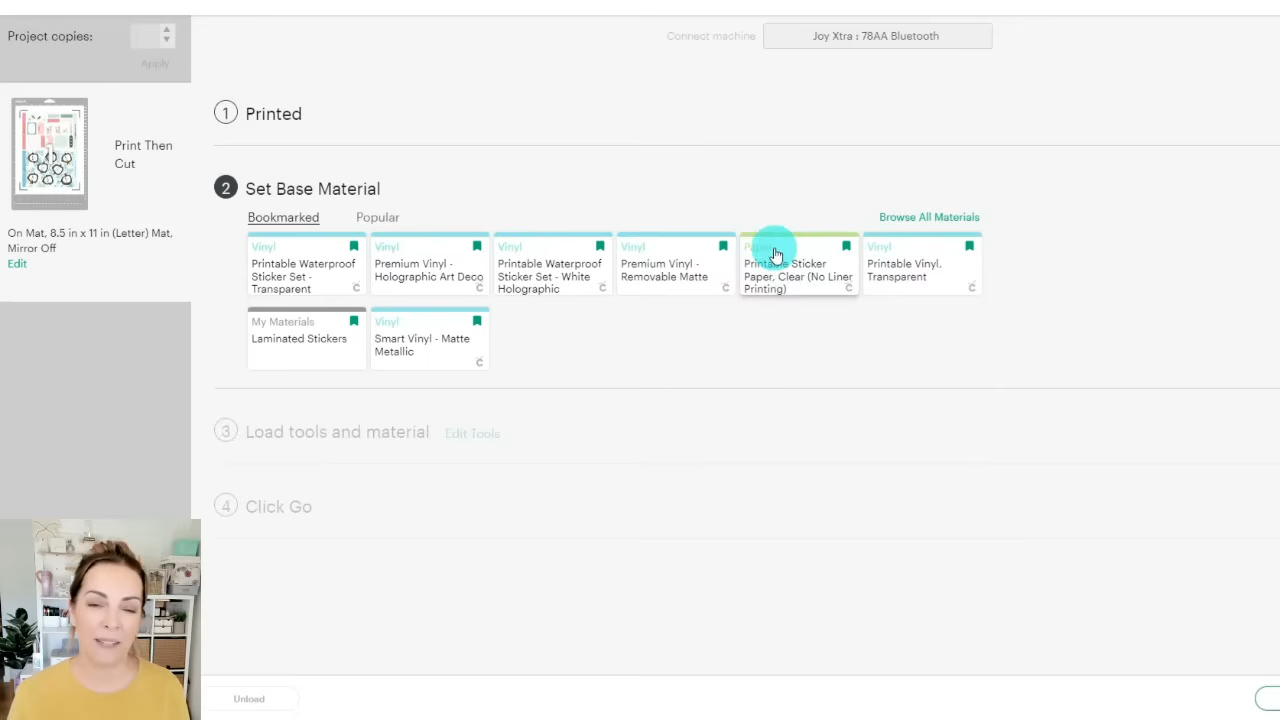 Project copies:
Apply
Connect machine
Joy Xtra : 78AA Bluetooth
Print Then
Cut
On Mat, 8.5 in x 11 in (Letter) Mat,
Mirror Off
Edit
1 Printed
2 Set Base Material
Bookmarked
Popular
Browse All Materials
Vinyl
Printable Waterproof
Sticker Set -
Transparent
Vinyl
Premium Vinyl -
Holographic Art Deco
Vinyl
Printable Waterproof
Sticker Set - White
Holographic
Vinyl
Premium Vinyl -
Removable Matte
Printable Sticker
Paper, Clear (No Liner
Printing)
Vinyl
Printable Vinyl,
Transparent
My Materials
Laminated Stickers
Vinyl
Smart Vinyl - Matte
Metallic
3 Load tools and material
Edit Tools
4 Click Go
Unload